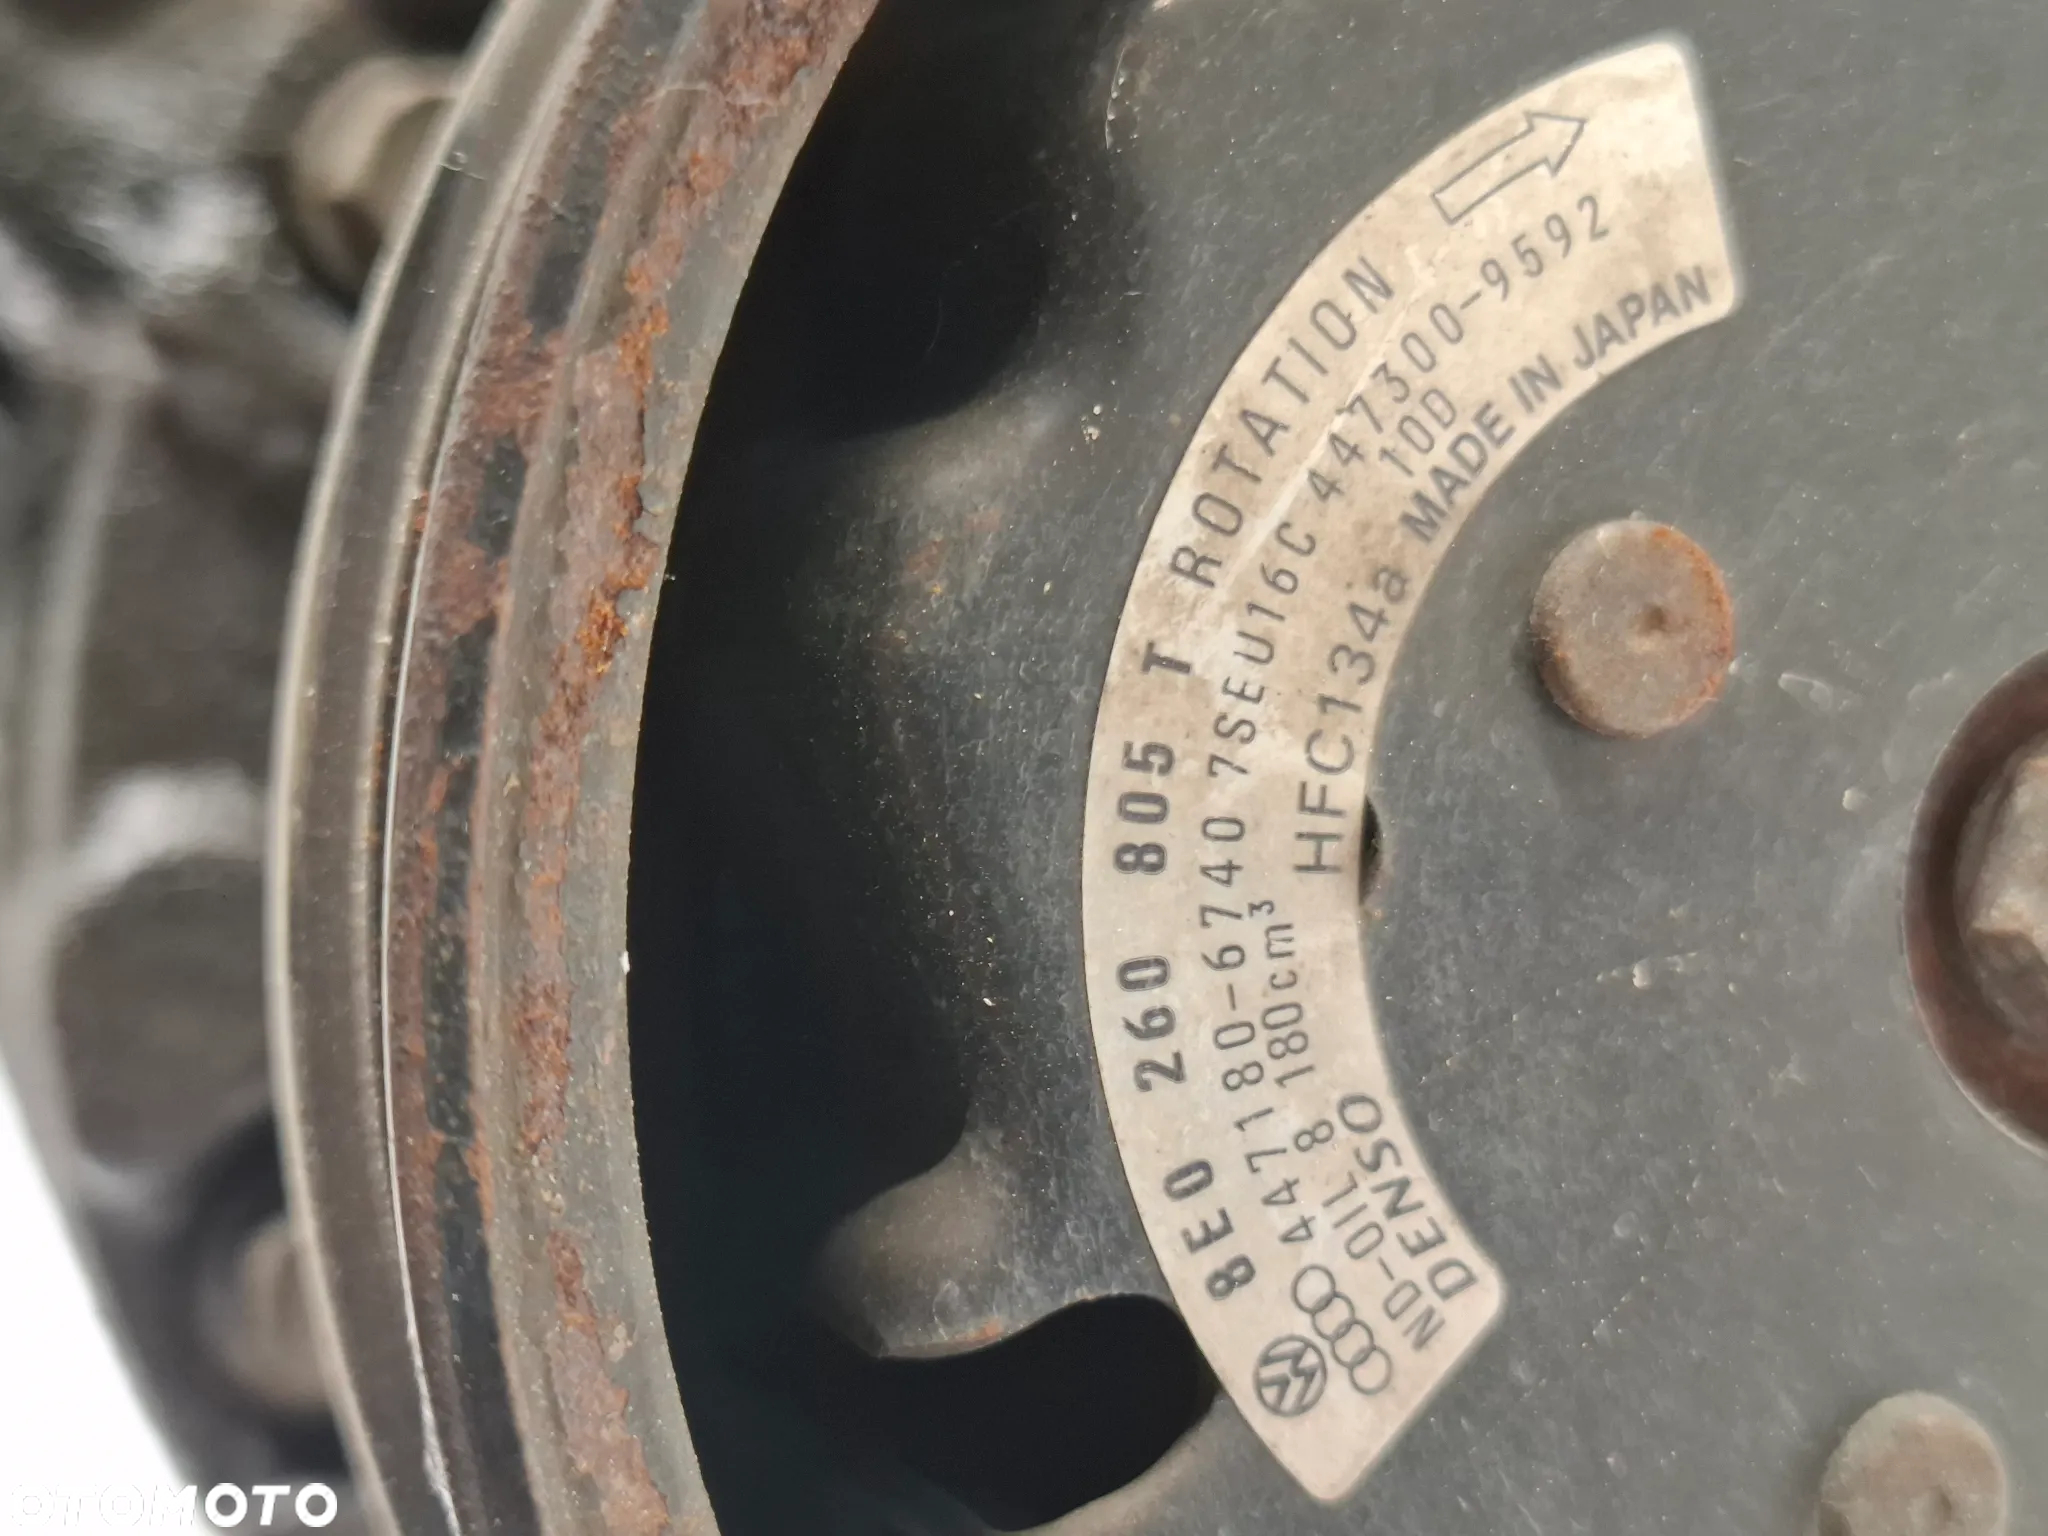 8E0 260 805 T ROTATION
447180-6740 7SEU16C 447300-9592
ND-OIL 8 180cm³ HFC134a 10D
DENSO MADE IN JAPAN
OTOMOTO